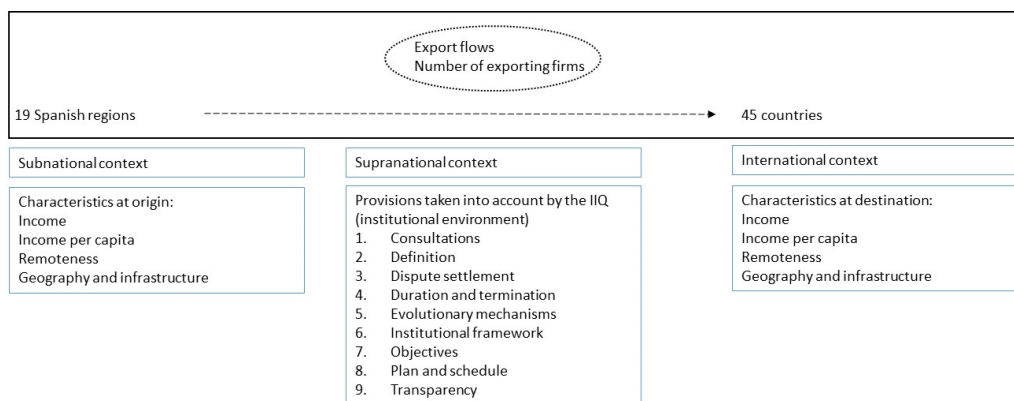 Export flows
Number of exporting firms
19 Spanish regions
45 countries
Subnational context
Characteristics at origin:
Income
Income per capita
Remoteness
Geography and infrastructure
Supranational context
Provisions taken into account by the IIQ
(institutional environment)
1. Consultations
2. Definition
3. Dispute settlement
4. Duration and termination
5. Evolutionary mechanisms
6. Institutional framework
7. Objectives
8. Plan and schedule
9. Transparency
International context
Characteristics at destination:
Income
Income per capita
Remoteness
Geography and infrastructure